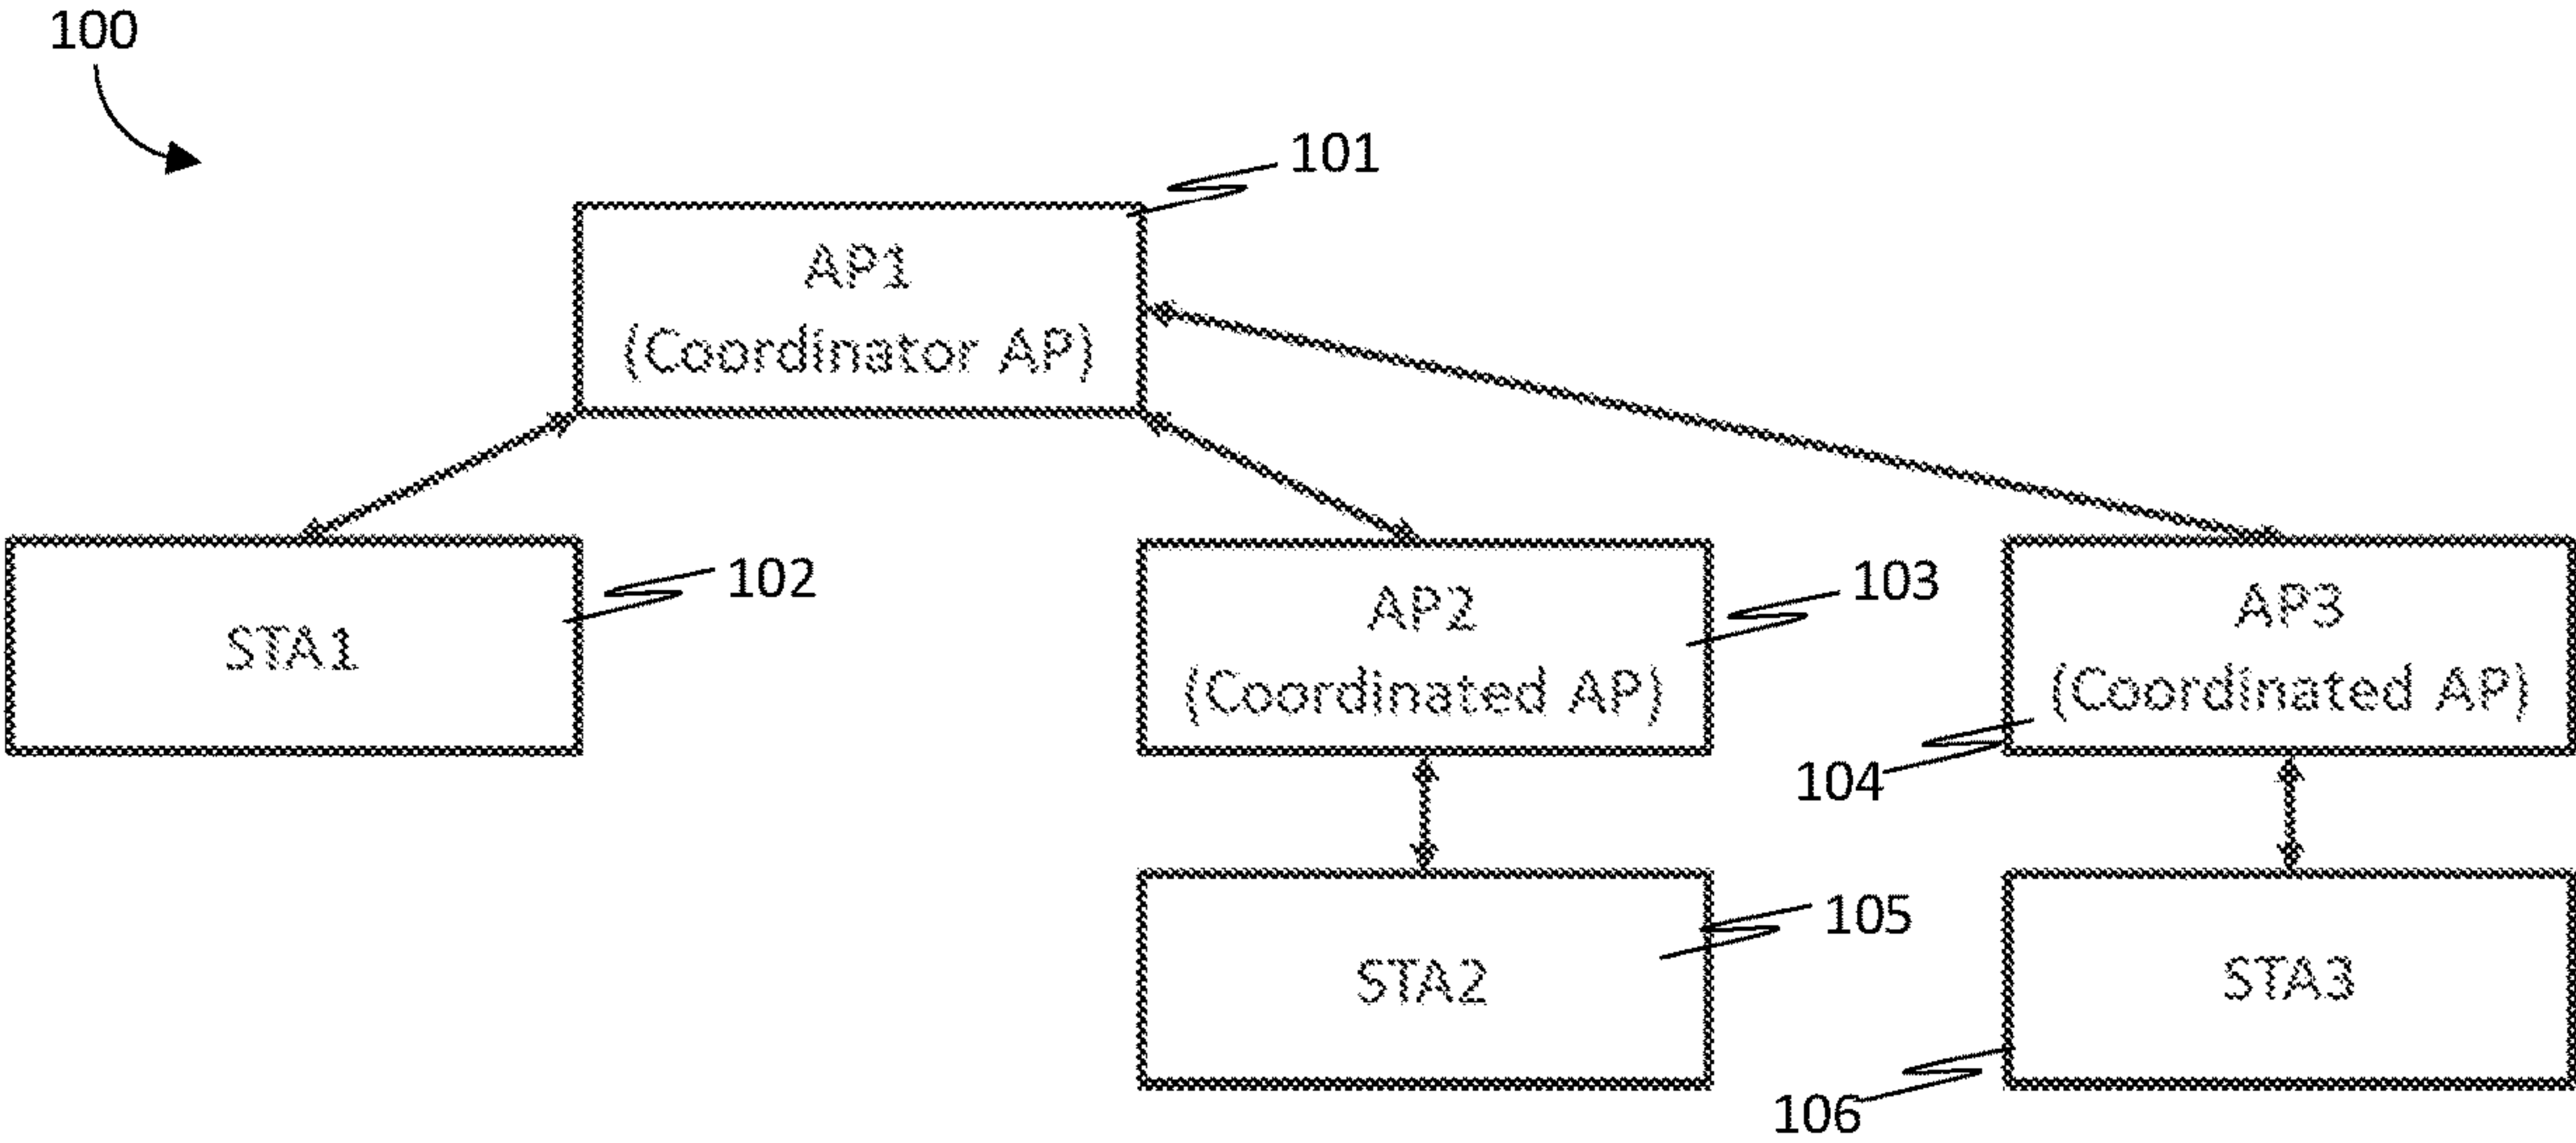 100
101
AP1
(Coordinator AP)
102
STA1
103
AP2
(Coordinated AP)
AP3
(Coordinated AP)
104
105
STA2
STA3
106